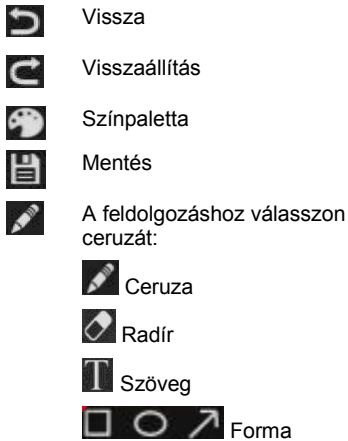 Vissza
Visszaállítás
Színpaletta
Mentés
A feldolgozáshoz válasszon
ceruzát:
Ceruza
Radír
Szöveg
Forma